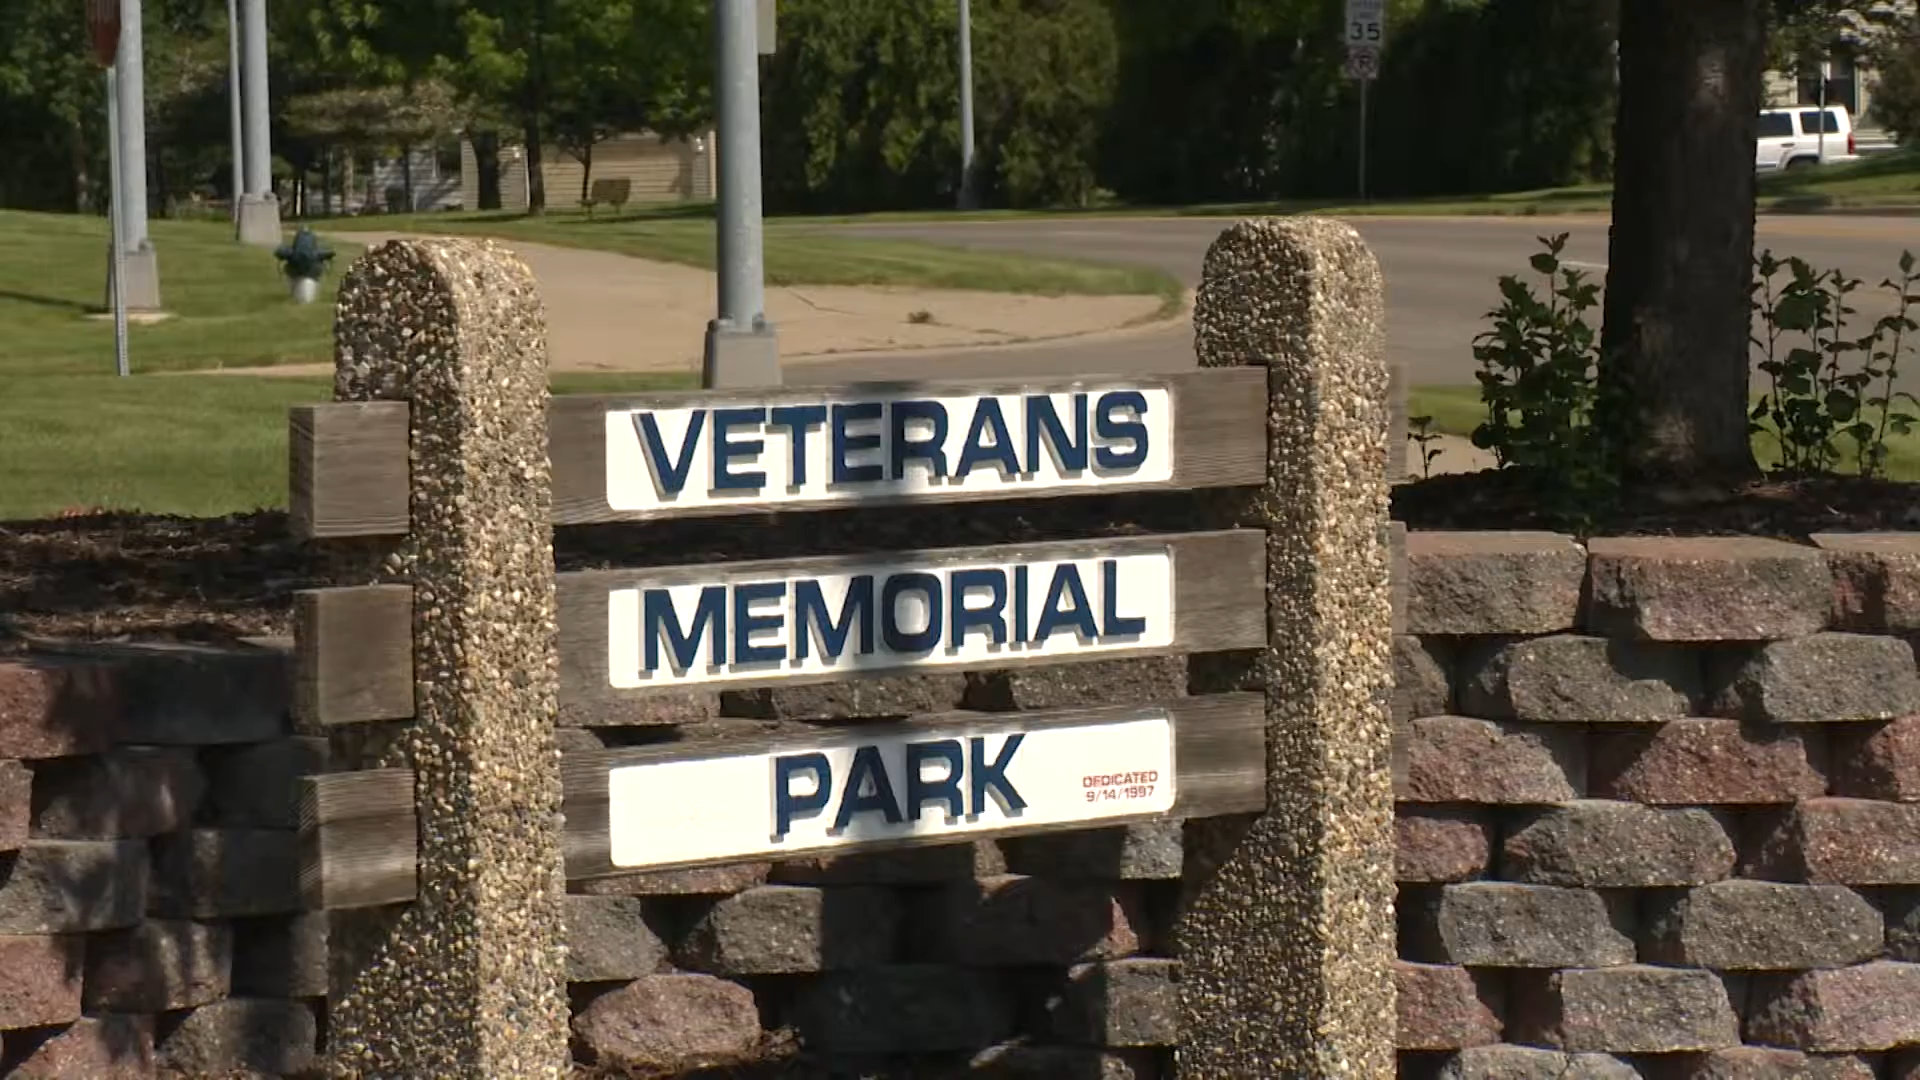 35
VETERANS
MEMORIAL
PARK
DEDICATED
9/14/1997